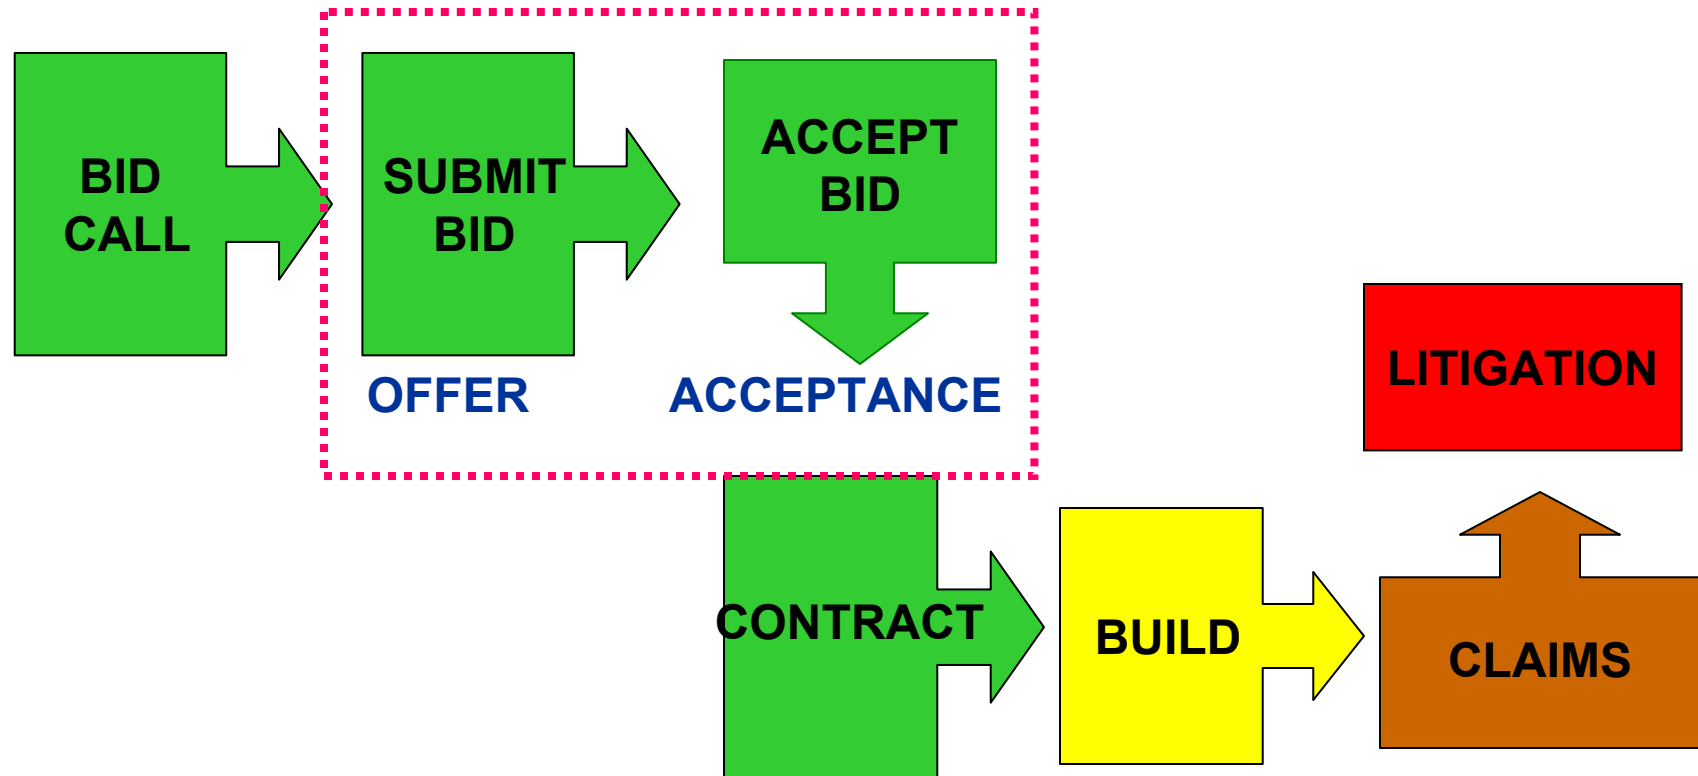 BID
CALL
SUBMIT
BID
ACCEPT
BID
OFFER
ACCEPTANCE
CONTRACT
BUILD
CLAIMS
LITIGATION